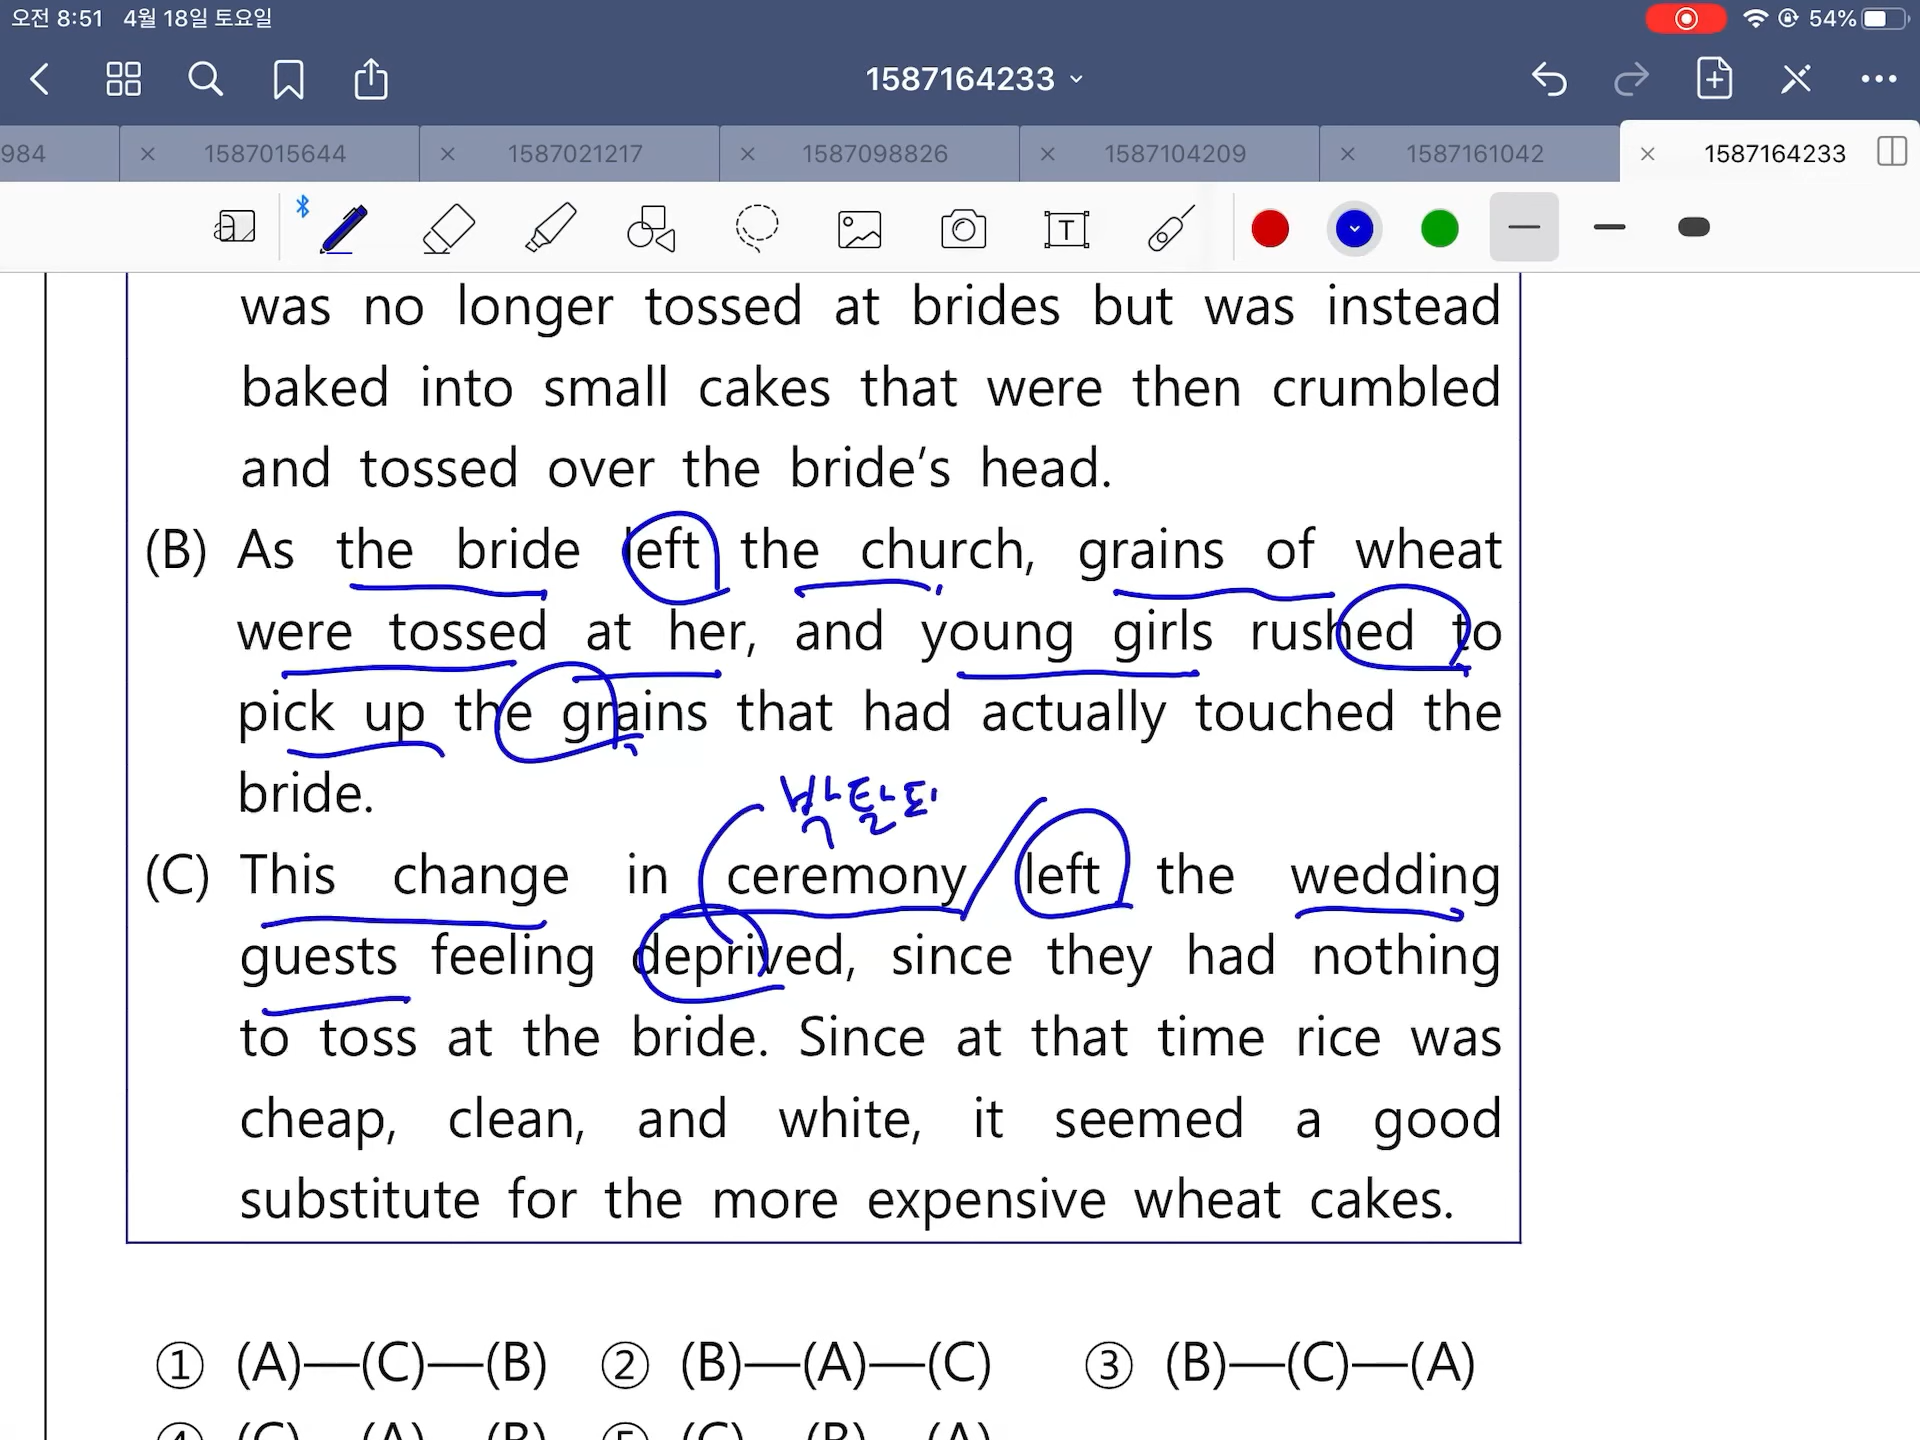 오전 8:51 4월 18일 토요일 54%
1587164233
984 1587015644 1587021217 1587098826 1587104209 1587161042 1587164233
was no longer tossed at brides but was instead
baked into small cakes that were then crumbled
and tossed over the bride's head.
(B) As the bride left the church, grains of wheat
were tossed at her, and young girls rushed to
pick up the grains that had actually touched the
bride.
박탈되
(C) This change in ceremony left the wedding
guests feeling deprived, since they had nothing
to toss at the bride. Since at that time rice was
cheap, clean, and white, it seemed a good
substitute for the more expensive wheat cakes.
① (A)—(C)—(B) ② (B)—(A)—(C) ③ (B)—(C)—(A)
④ (C)—(A)—(B) ⑤ (C)—(B)—(A)